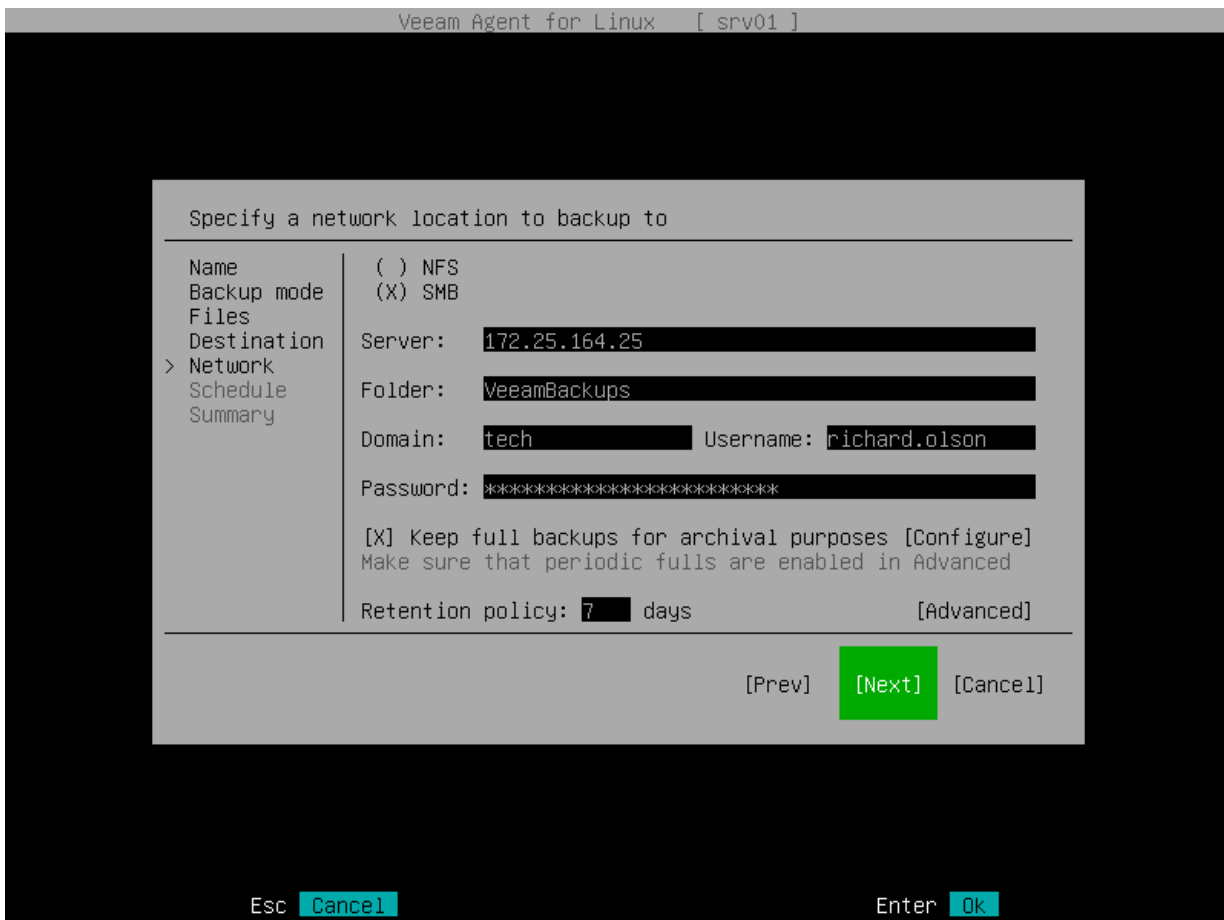 Veeam Agent for Linux   [ srv01 ]
Specify a network location to backup to
Name
Backup mode
Files
Destination
> Network
Schedule
Summary
( ) NFS
(X) SMB
Server: 172.25.164.25
Folder: VeeamBackups
Domain: tech Username: richard.olson
Password: ************************
[X] Keep full backups for archival purposes [Configure]
Make sure that periodic fulls are enabled in Advanced
Retention policy: 7 days [Advanced]
[Prev] [Next] [Cancel]
Esc Cancel Enter Ok